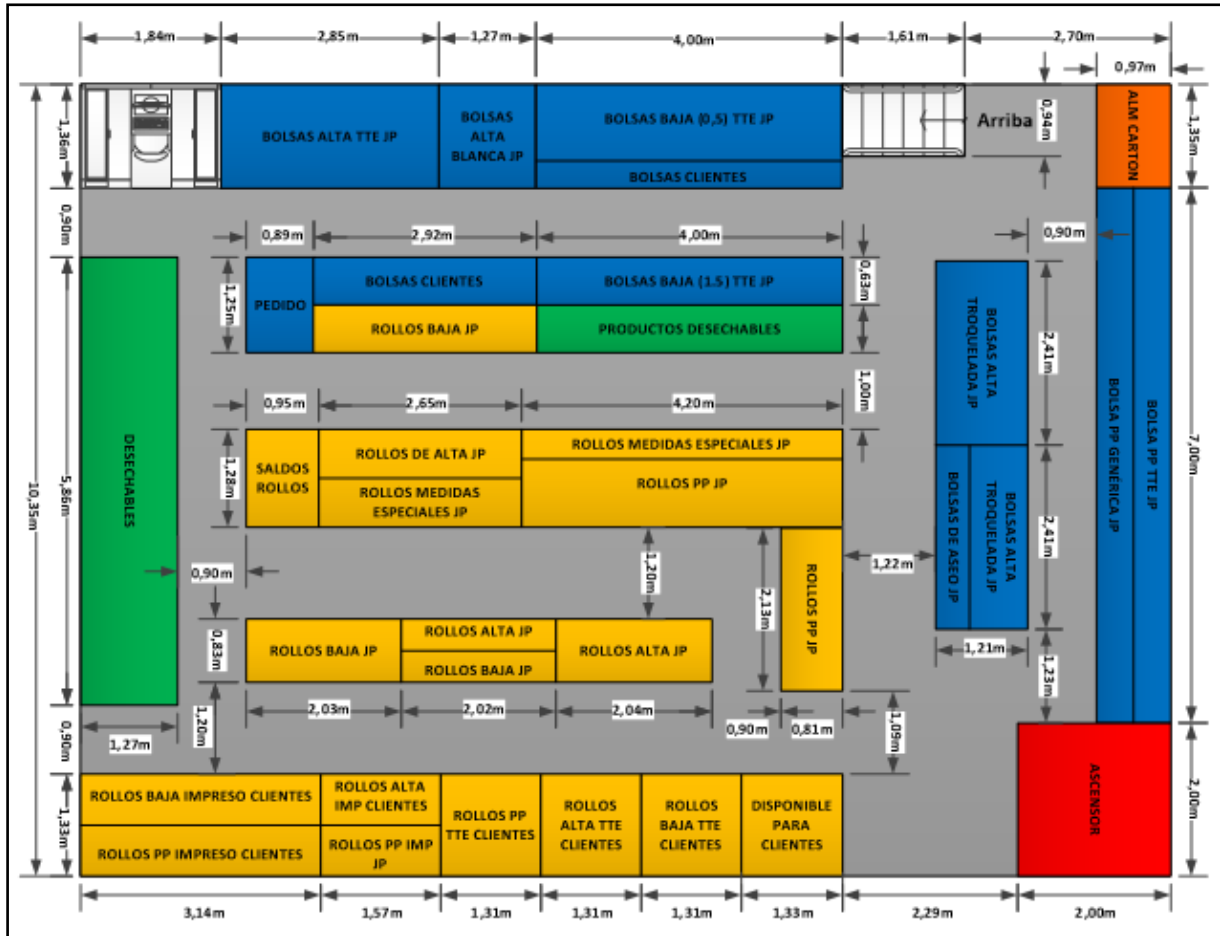 1,84m
2,85m
1,27m
4,00m
1,61m
2,70m
0,97m
1,36m
BOLSAS ALTA TTE JP
BOLSAS
ALTA
BLANCA JP
BOLSAS BAJA (0,5) TTE JP
BOLSAS CLIENTES
Arriba
0,94m
ALM CARTON
1,35m
0,90m
0,89m
2,92m
4,00m
0,90m
1,25m
PEDIDO
BOLSAS CLIENTES
ROLLOS BAJA JP
BOLSAS BAJA (1.5) TTE JP
PRODUCTOS DESECHABLES
0,63m
BOLSAS ALTA
TROQUELADA JP
2,41m
BOLSA PP GENÉRICA JP
BOLSA PP TTE JP
7,00m
10,35m
5,86m
DESECHABLES
0,95m
2,65m
4,20m
1,00m
1,28m
SALDOS
ROLLOS
ROLLOS DE ALTA JP
ROLLOS MEDIDAS
ESPECIALES JP
ROLLOS MEDIDAS ESPECIALES JP
ROLLOS PP JP
BOLSAS DE ASEO JP
BOLSAS ALTA
TROQUELADA JP
2,41m
0,90m
1,20m
2,13m
ROLLOS PP JP
1,22m
0,83m
ROLLOS BAJA JP
ROLLOS ALTA JP
ROLLOS BAJA JP
ROLLOS ALTA JP
1,21m
1,23m
1,20m
2,03m
2,02m
2,04m
0,90m
0,81m
1,09m
0,90m
1,27m
1,33m
ROLLOS BAJA IMPRESO CLIENTES
ROLLOS PP IMPRESO CLIENTES
ROLLOS ALTA
IMP CLIENTES
ROLLOS PP IMP
JP
ROLLOS PP
TTE CLIENTES
ROLLOS
ALTA TTE
CLIENTES
ROLLOS
BAJA TTE
CLIENTES
DISPONIBLE
PARA
CLIENTES
ASCENSOR
2,00m
3,14m
1,57m
1,31m
1,31m
1,31m
1,33m
2,29m
2,00m